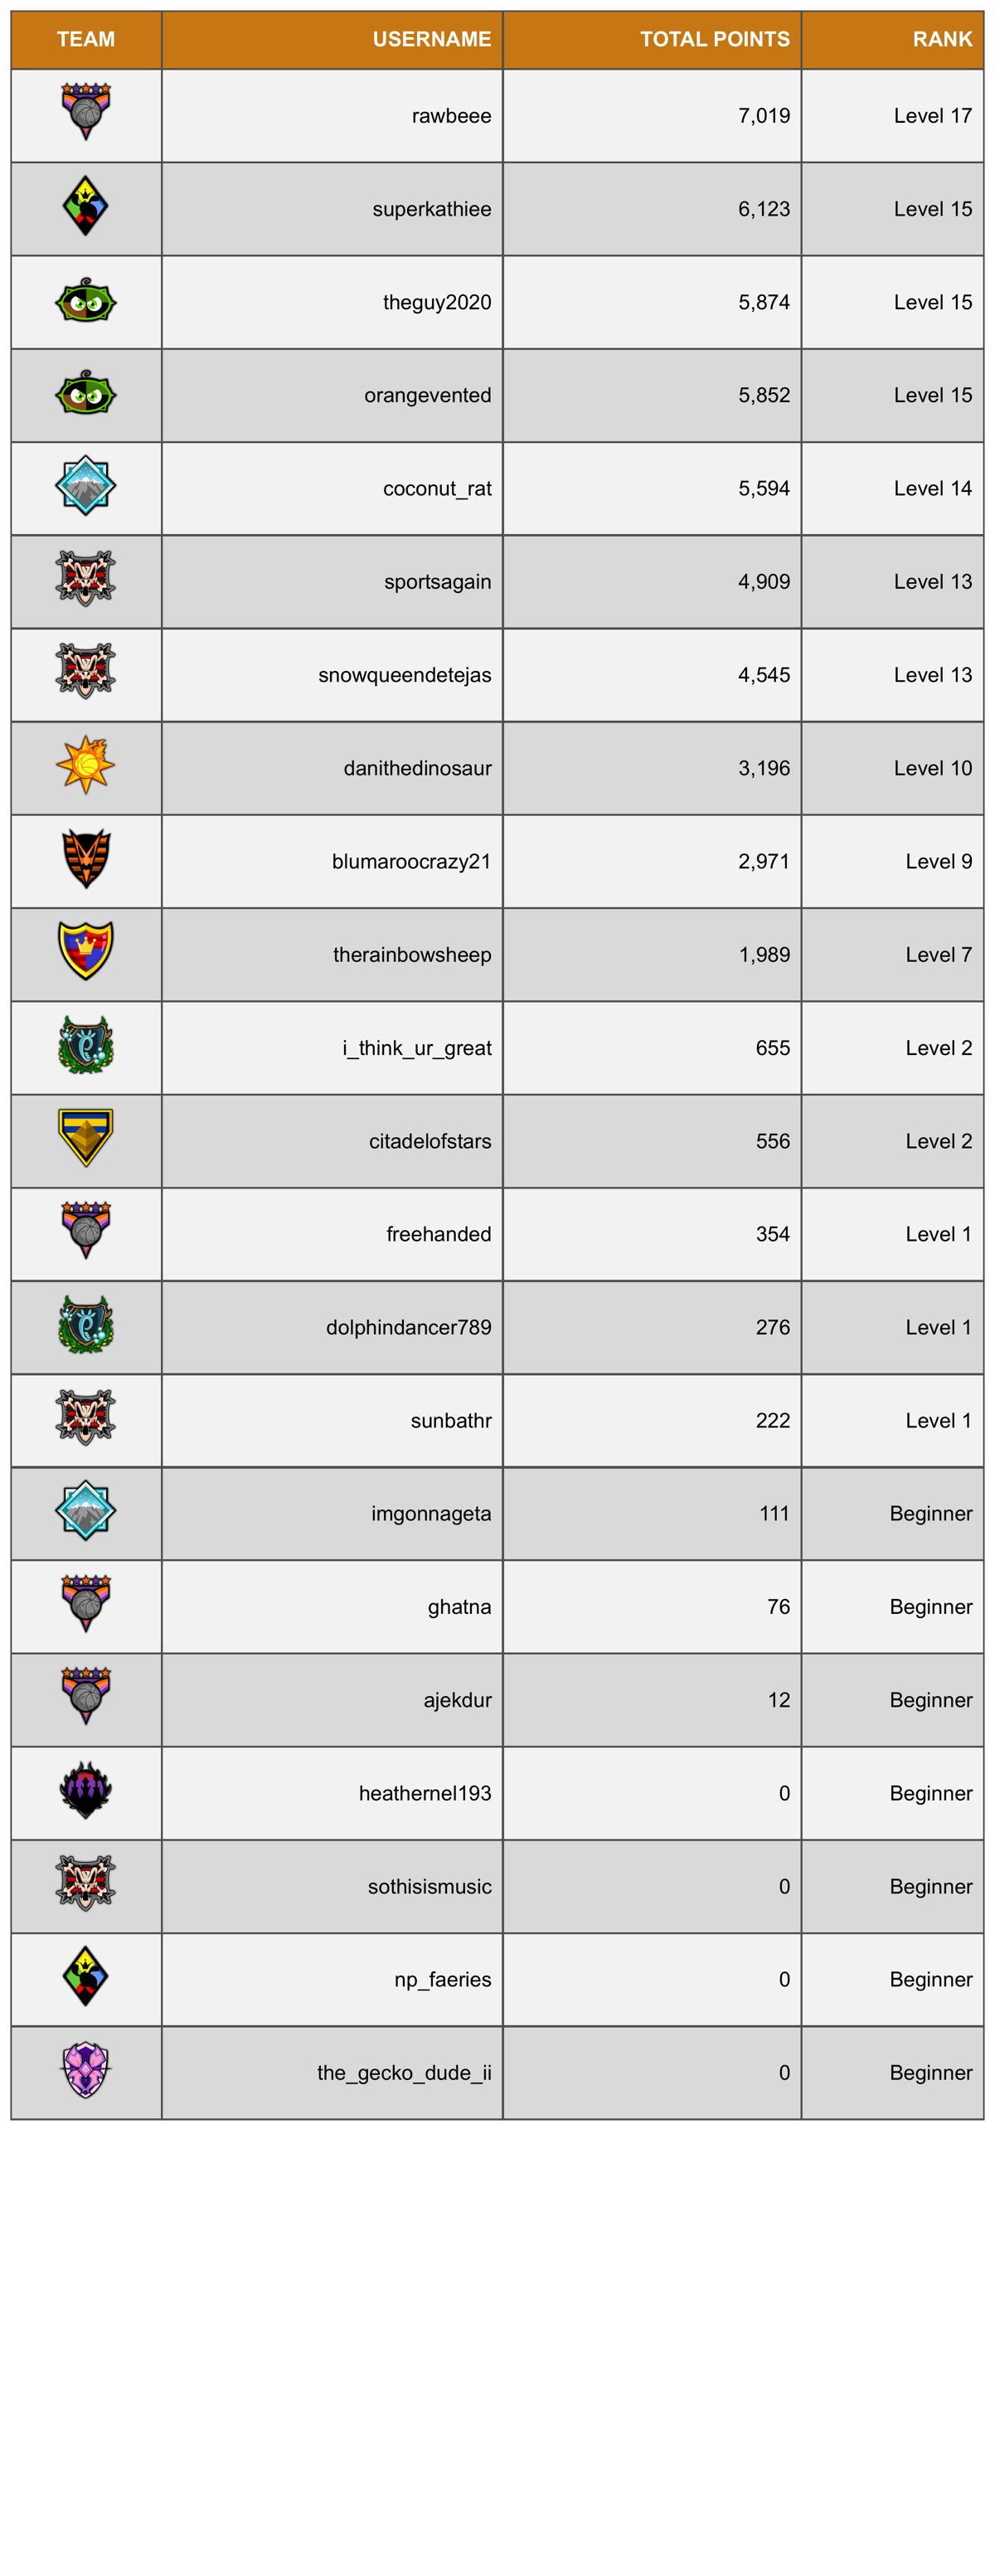 TEAM USERNAME TOTAL POINTS RANK
rawbeee 7,019 Level 17
superkathiee 6,123 Level 15
theguy2020 5,874 Level 15
orangevented 5,852 Level 15
coconut_rat 5,594 Level 14
sportsagain 4,909 Level 13
snowqueendetejas 4,545 Level 13
danithedinosaur 3,196 Level 10
blumaroocrazy21 2,971 Level 9
therainbowsheep 1,989 Level 7
i_think_ur_great 655 Level 2
citadelofstars 556 Level 2
freehanded 354 Level 1
dolphindancer789 276 Level 1
sunbathr 222 Level 1
imgonnageta 111 Beginner
ghatna 76 Beginner
ajekdur 12 Beginner
heathernel193 0 Beginner
sothisismusic 0 Beginner
np_faeries 0 Beginner
the_gecko_dude_ii 0 Beginner